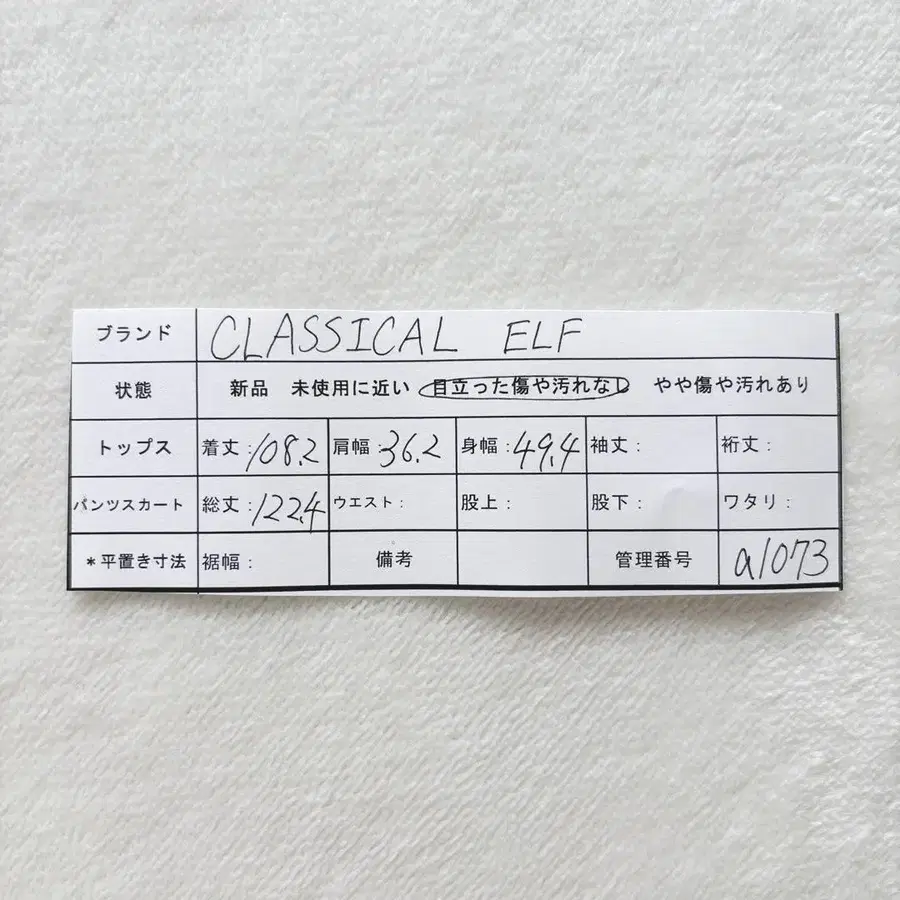 ブランド CLASSICAL ELF
状態 新品 未使用に近い 目立った傷や汚れなし やや傷や汚れあり
トップス 着丈:108.2 肩幅:36.2 身幅:49.4 袖丈: 裄丈:
パンツスカート 総丈:122.4 ウエスト: 股上: 股下: ワタリ:
*平置き寸法 裾幅: 備考 管理番号 a1073